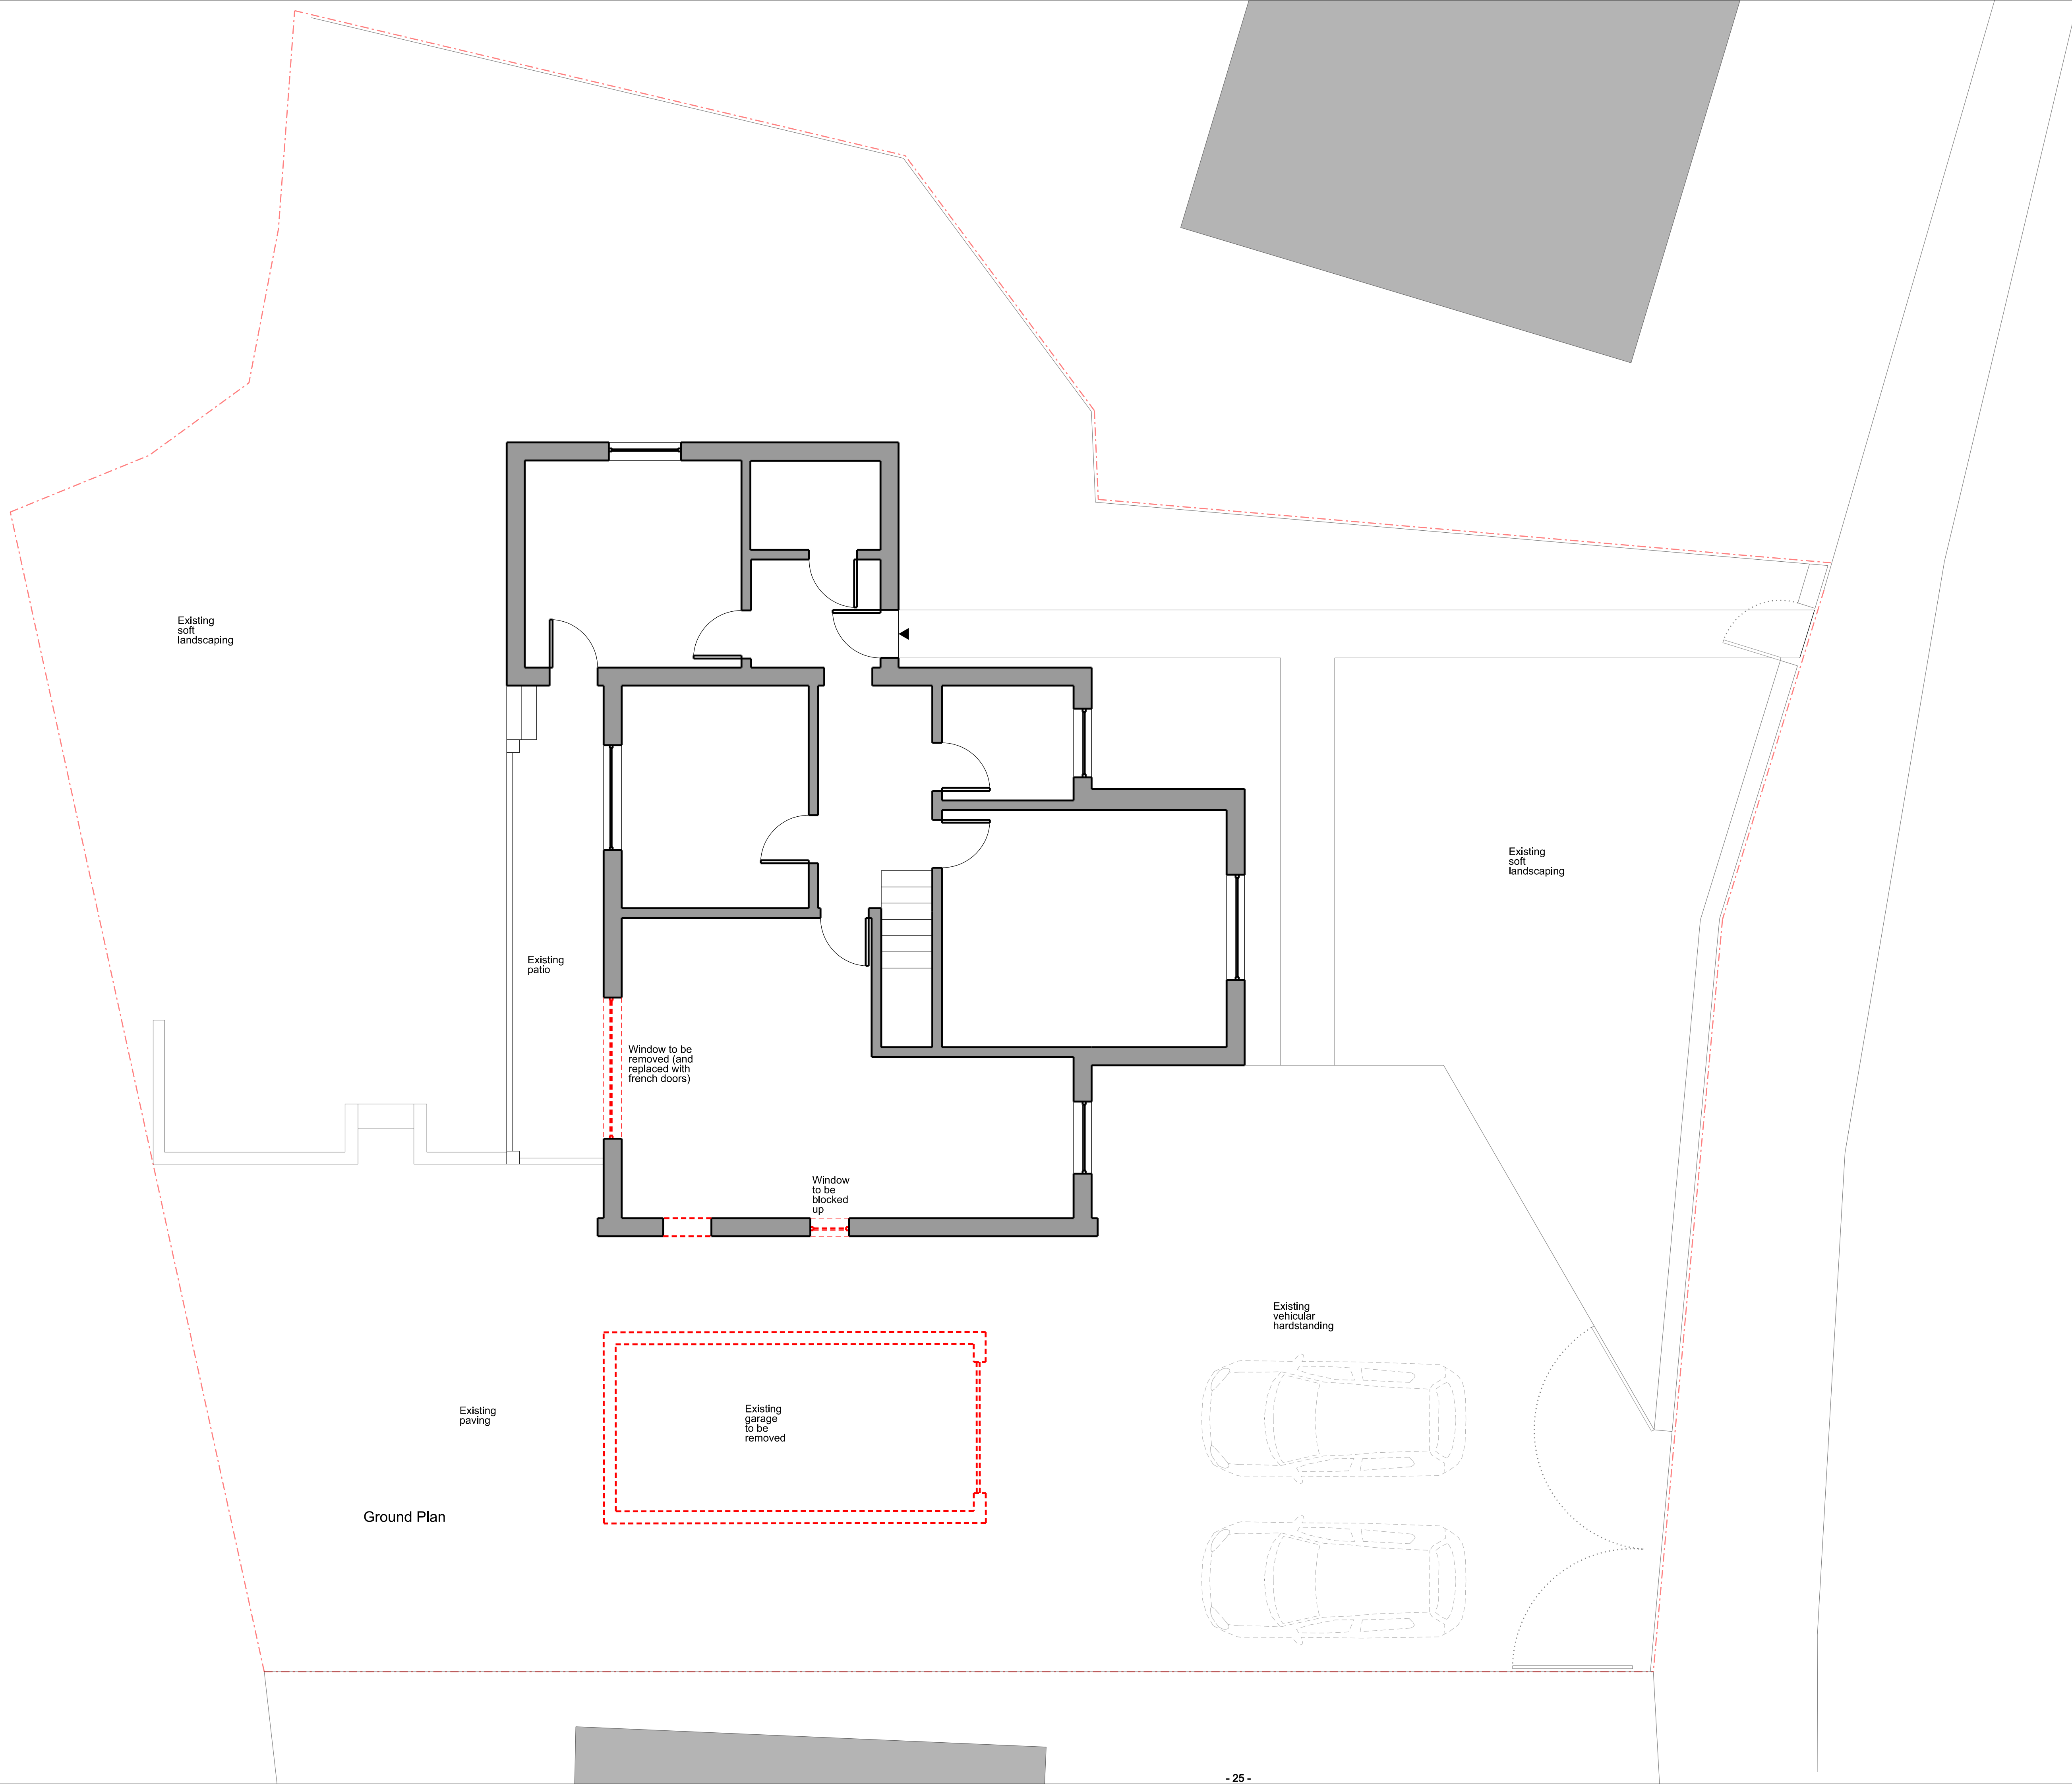 Existing
soft
landscaping
Existing
soft
landscaping
Existing
patio
Window to be
removed (and
replaced with
french doors)
Window
to be
blocked
up
Existing
vehicular
hardstanding
Existing
paving
Existing
garage
to be
removed
Ground Plan
- 25 -